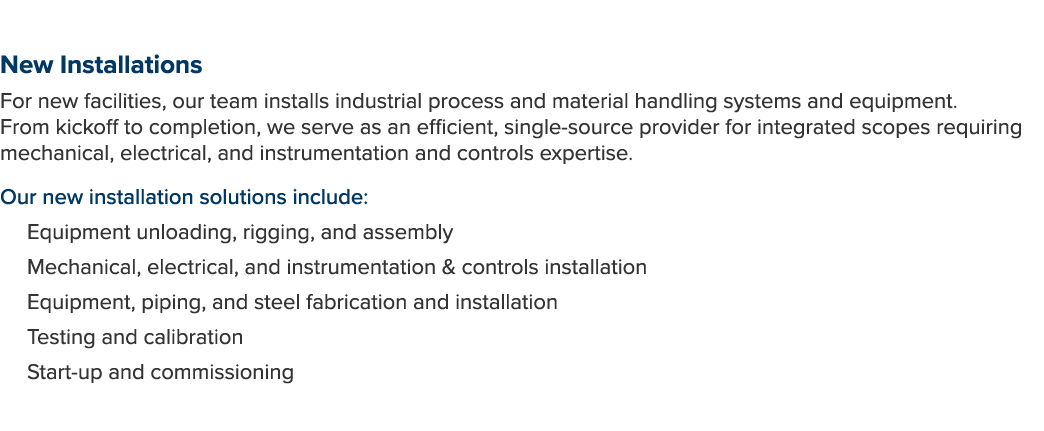 New Installations
For new facilities, our team installs industrial process and material handling systems and equipment.
From kickoff to completion, we serve as an efficient, single-source provider for integrated scopes requiring
mechanical, electrical, and instrumentation and controls expertise.
Our new installation solutions include:
Equipment unloading, rigging, and assembly
Mechanical, electrical, and instrumentation & controls installation
Equipment, piping, and steel fabrication and installation
Testing and calibration
Start-up and commissioning